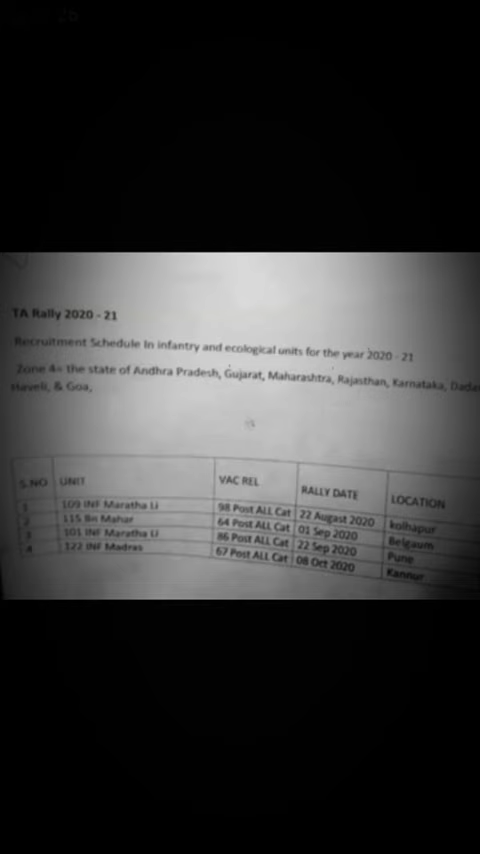 TA Rally 2020 - 21
Recruitment Schedule In infantry and ecological units for the year 2020 - 21
Zone 4= the state of Andhra Pradesh, Gujarat, Maharashtra, Rajasthan, Karnataka,
Haveli, & Goa,
S.NO UNIT VAC REL RALLY DATE LOCATION
1 109 INF Maratha Li 98 Post ALL Cat 22 Augast 2020 kolhapur
2 115 Bn Mahar 64 Post ALL Cat 01 Sep 2020 Belgaum
3 101 INF Maratha LI 86 Post ALL Cat 22 Sep 2020 Pune
4 122 INF Madras 67 Post ALL Cat 08 Oct 2020 Kannur